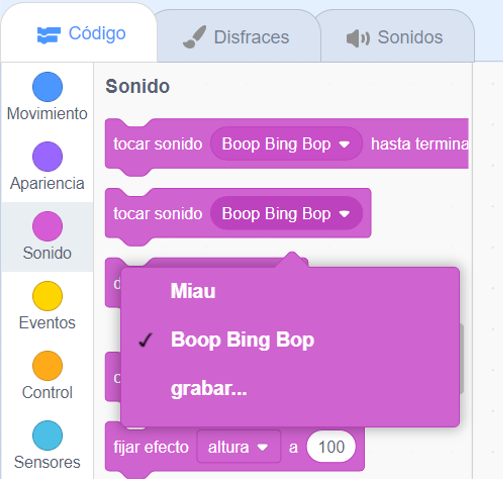 Código
Disfraces
Sonidos
Movimiento
Apariencia
Sonido
Eventos
Control
Sensores
Sonido
tocar sonido Boop Bing Bop hasta termina
tocar sonido Boop Bing Bop
Miau
Boop Bing Bop
grabar...
fijar efecto altura a 100